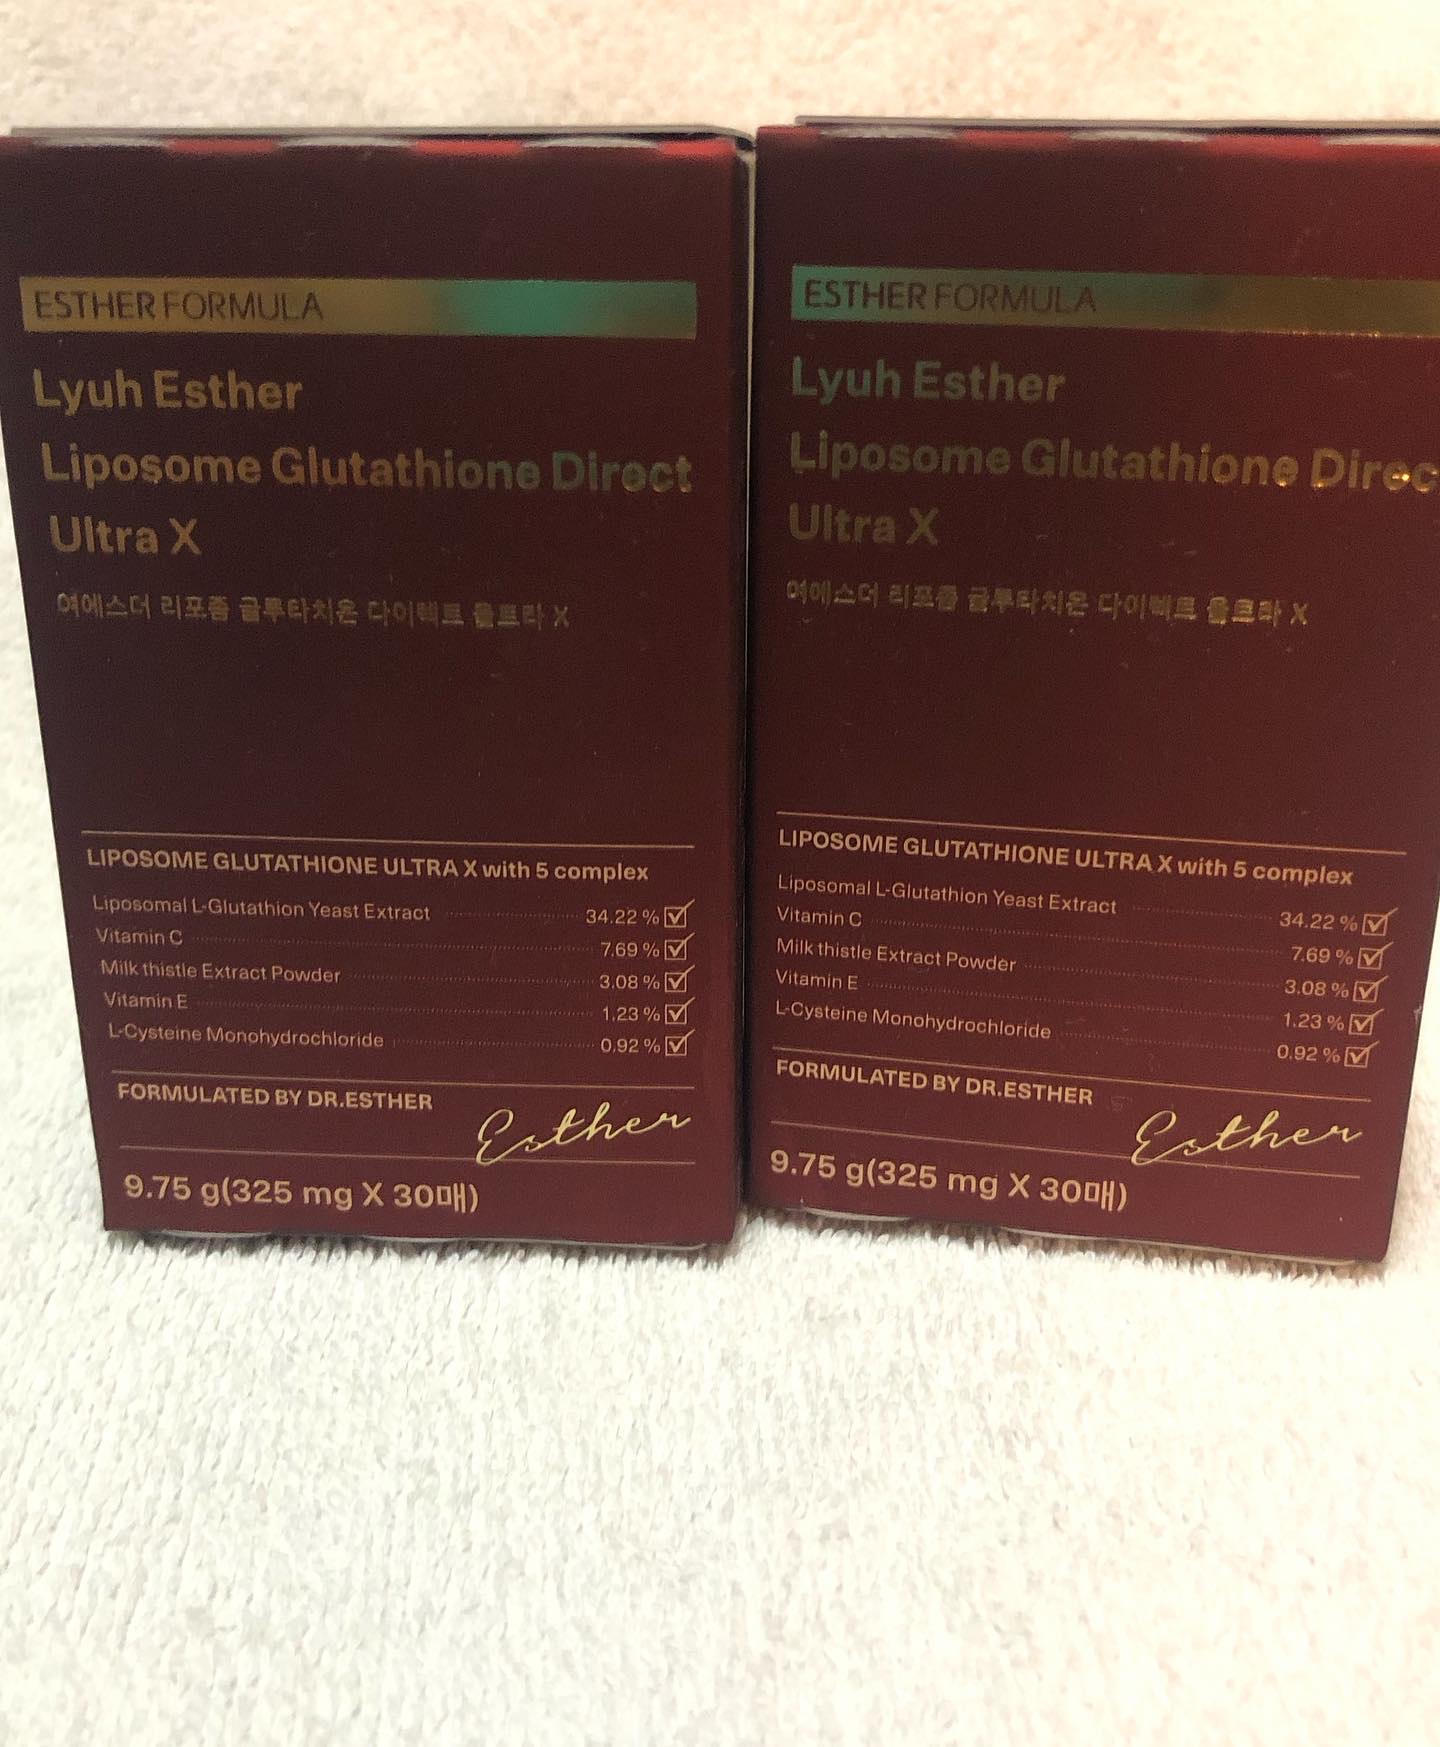 ESTHER FORMULA
Lyuh Esther
Liposome Glutathione Direct
Ultra X
여에스더 리포좀 글루타치온 다이렉트 울트라 X
LIPOSOME GLUTATHIONE ULTRA X with 5 complex
Liposomal L-Glutathion Yeast Extract 34.22 %
Vitamin C 7.69 %
Milk thistle Extract Powder 3.08 %
Vitamin E 1.23 %
L-Cysteine Monohydrochloride 0.92 %
FORMULATED BY DR.ESTHER
Esther
9.75 g(325 mg X 30매)
ESTHER FORMULA
Lyuh Esther
Liposome Glutathione Direc
Ultra X
여에스더 리포좀 글루타치온 다이렉트 울트라 X
LIPOSOME GLUTATHIONE ULTRA X with 5 complex
Liposomal L-Glutathion Yeast Extract 34.22 %
Vitamin C 7.69 %
Milk thistle Extract Powder 3.08 %
Vitamin E 1.23 %
L-Cysteine Monohydrochloride 0.92 %
FORMULATED BY DR.ESTHER
Esther
9.75 g(325 mg X 30매)